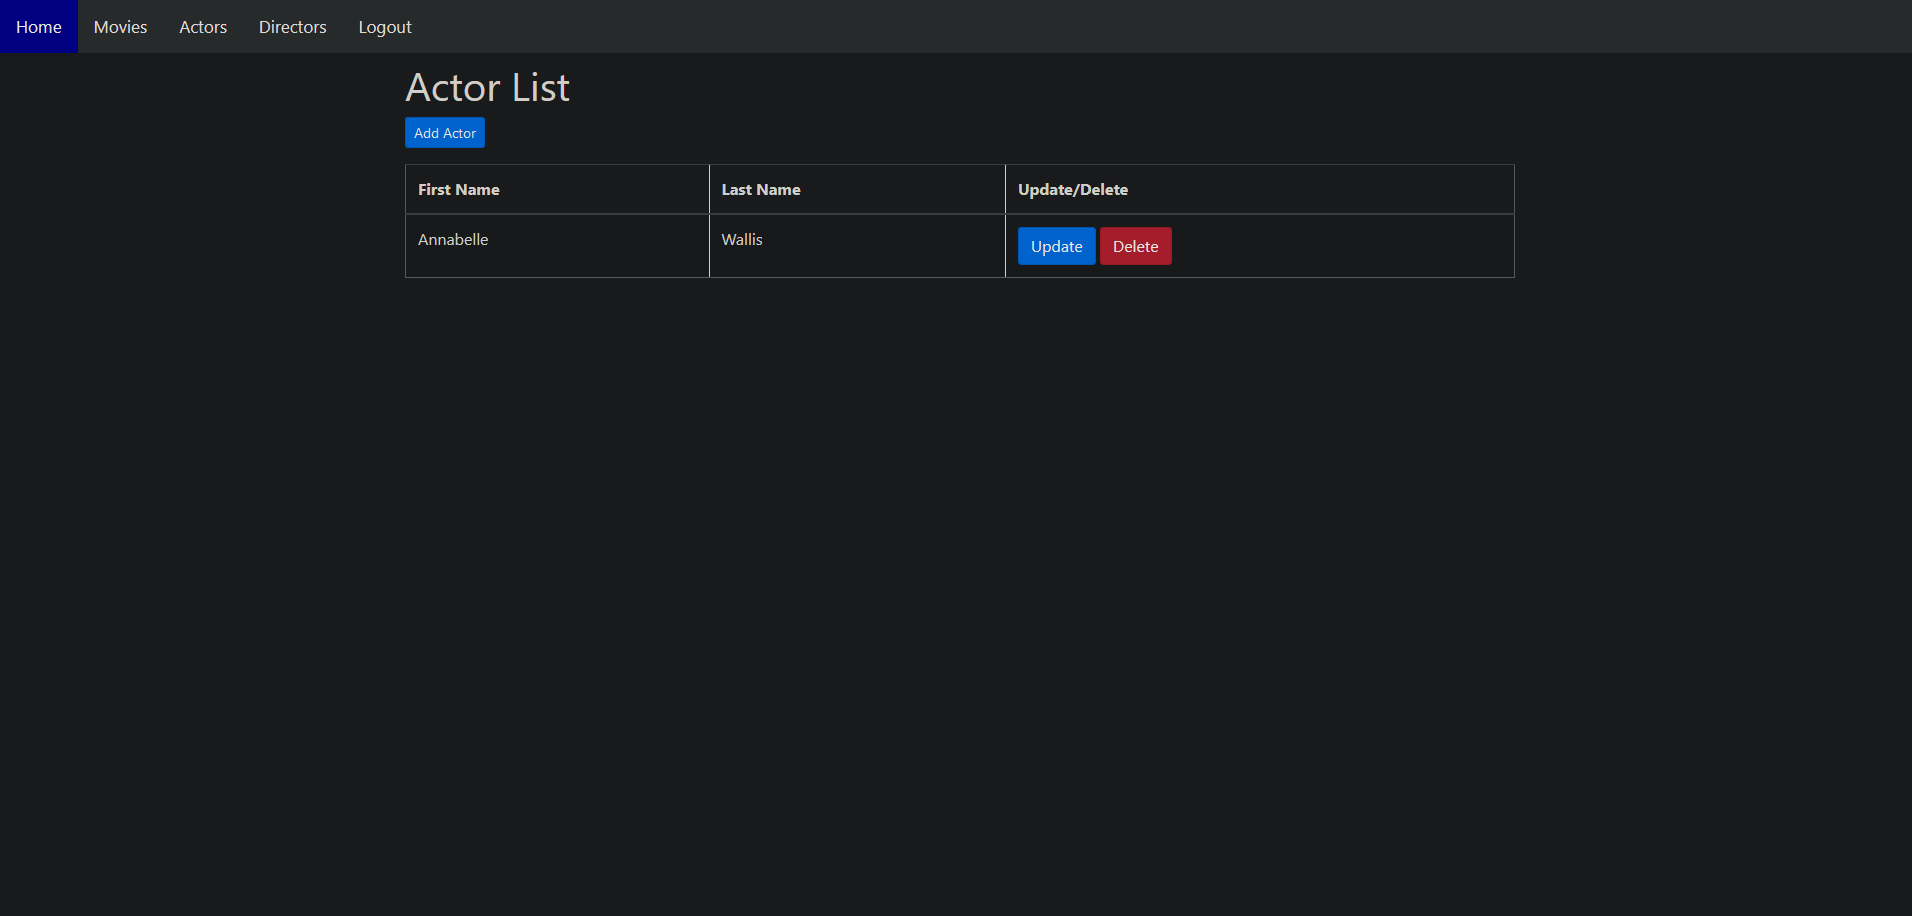 Home Movies Actors Directors Logout
Actor List
Add Actor
First Name Last Name Update/Delete
Annabelle Wallis Update Delete